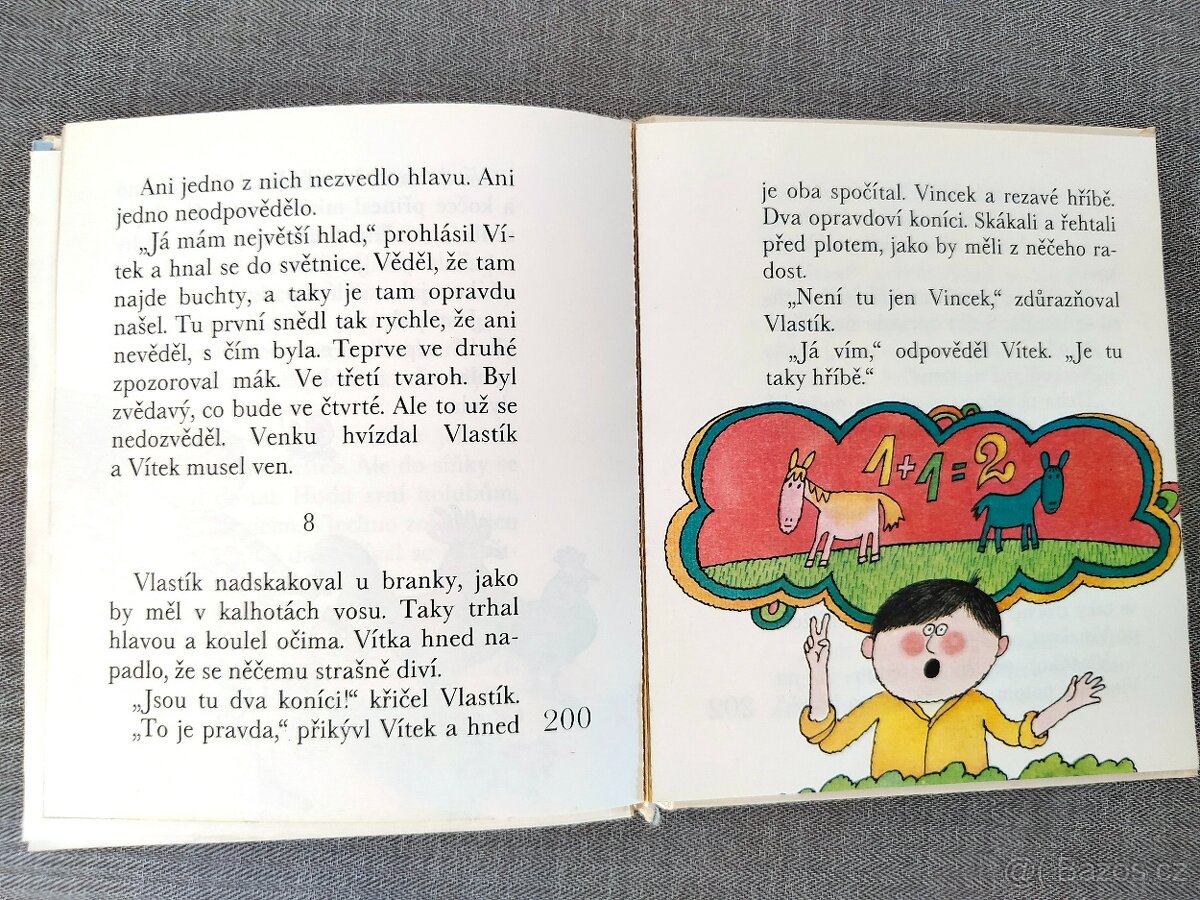 Ani jedno z nich nezvedlo hlavu. Ani
jedno neodpovědělo.
„Já mám největší hlad,“ prohlásil Ví-
tek a hnal se do světnice. Věděl, že tam
najde buchty, a taky je tam opravdu
našel. Tu první snědl tak rychle, že ani
nevěděl, s čím byla. Teprve ve druhé
zpozoroval mák. Ve třetí tvaroh. Byl
zvědavý, co bude ve čtvrté. Ale to už se
nedozvěděl. Venku hvízdal Vlastík
a Vítek musel ven.
8
Vlastík nadskakoval u branky, jako
by měl v kalhotách vosu. Taky trhal
hlavou a koulel očima. Vítka hned na-
padlo, že se něčemu strašně diví.
„Jsou tu dva koníci!“ křičel Vlastík.
„To je pravda,“ přikývl Vítek a hned
200
je oba spočítal. Vincek a rezavé hříbě.
Dva opravdoví koníci. Skákali a řehtali
před plotem, jako by měli z něčeho ra-
dost.
„Není tu jen Vincek,“ zdůrazňoval
Vlastík.
„Já vím,“ odpověděl Vítek. „Je tu
taky hříbě.“
1+1=2
Bazos.cz